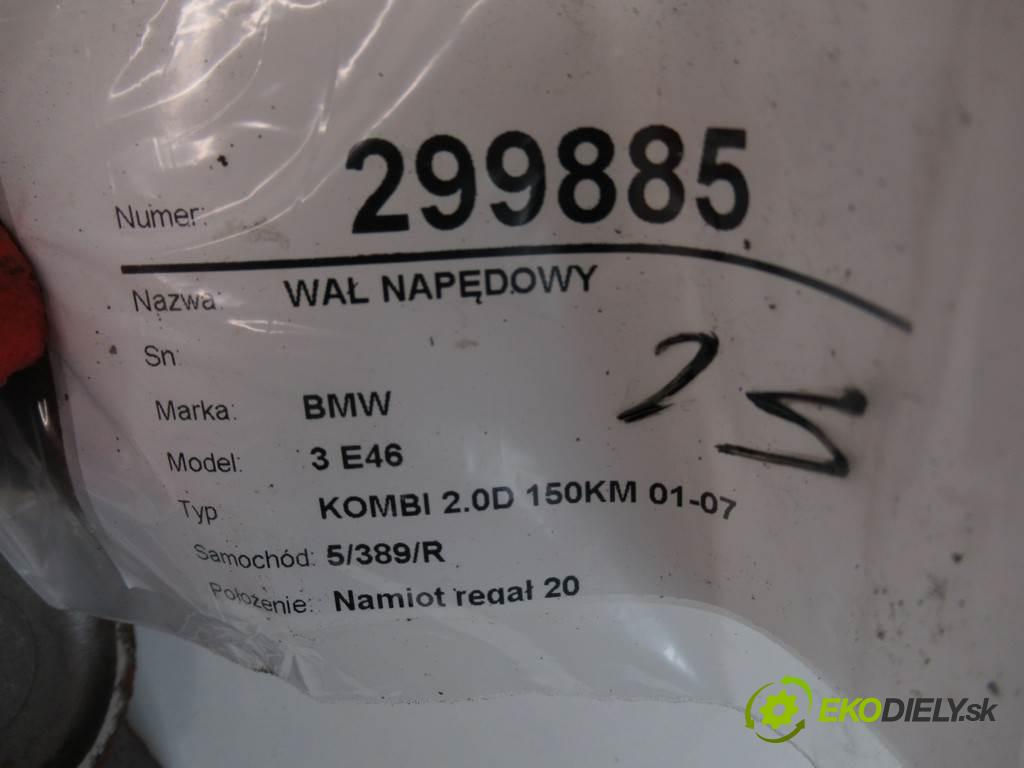 Numer: 299885
Nazwa: WAŁ NAPĘDOWY
Sn:
Marka: BMW
Model: 3 E46
Typ KOMBI 2.0D 150KM 01-07
Samochód: 5/389/R
Położenie: Namiot regał 20
25
EKODIELY.sk